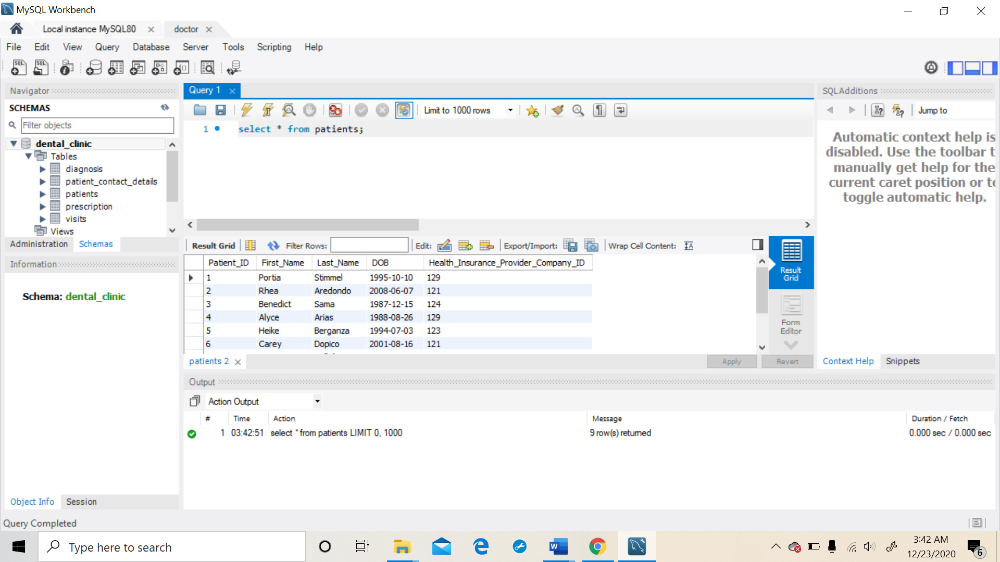 MySQL Workbench
Local instance MySQL80
doctor
File Edit View Query Database Server Tools Scripting Help
Navigator
SCHEMAS
Filter objects
dental_clinic
Tables
diagnosis
patient_contact_details
patients
prescription
visits
Views
Administration Schemas
Information
Schema: dental_clinic
Object Info Session
Query 1
Limit to 1000 rows
1 select * from patients;
Result Grid Filter Rows: Edit: Export/Import: Wrap Cell Content:
Patient_ID First_Name Last_Name DOB Health_Insurance_Provider_Company_ID
1 Portia Stimmel 1995-10-10 129
2 Rhea Aredondo 2008-06-07 121
3 Benedict Sama 1987-12-15 124
4 Alyce Arias 1988-08-26 129
5 Heike Berganza 1994-07-03 123
6 Carey Dopico 2001-08-16 121
Result
Grid
Form
Editor
patients 2
Apply Revert
SQLAdditions
Jump to
Automatic context help is
disabled. Use the toolbar t
manually get help for the
current caret position or to
toggle automatic help.
Context Help Snippets
Output
Action Output
# Time Action Message Duration / Fetch
1 03:42:51 select * from patients LIMIT 0, 1000 9 row(s) returned 0.000 sec / 0.000 sec
Query Completed
Type here to search
3:42 AM
12/23/2020
6